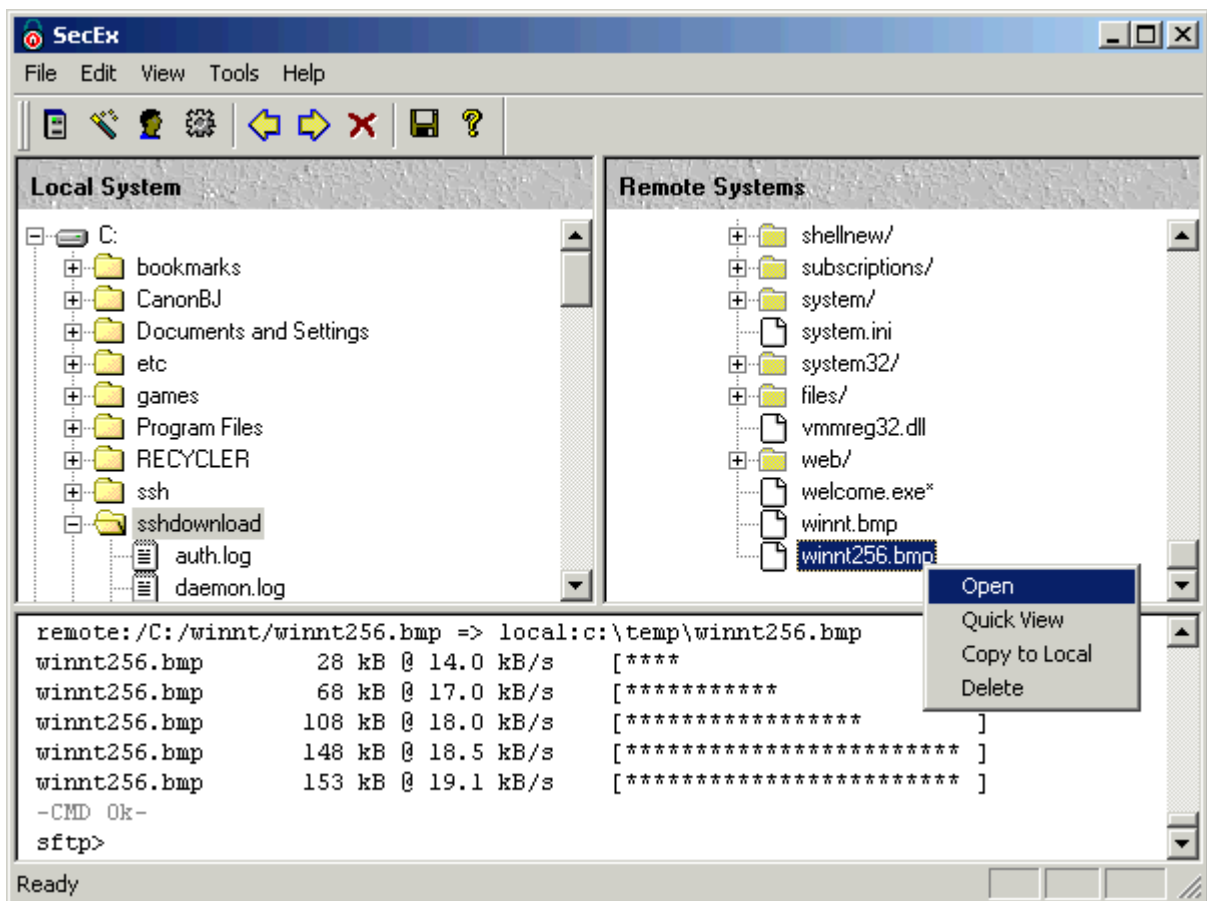 SecEx
File Edit View Tools Help
Local System
C:
bookmarks
CanonBJ
Documents and Settings
etc
games
Program Files
RECYCLER
ssh
sshdownload
auth.log
daemon.log
Remote Systems
shellnew/
subscriptions/
system/
system.ini
system32/
files/
vmmreg32.dll
web/
welcome.exe*
winnt.bmp
winnt256.bmp
Open
Quick View
Copy to Local
Delete
remote:/C:/winnt/winnt256.bmp => local:c:\temp\winnt256.bmp
winnt256.bmp 28 kB @ 14.0 kB/s [****
winnt256.bmp 68 kB @ 17.0 kB/s [***********
winnt256.bmp 108 kB @ 18.0 kB/s [***************** ]
winnt256.bmp 148 kB @ 18.5 kB/s [************************ ]
winnt256.bmp 153 kB @ 19.1 kB/s [************************ ]
-CMD Ok-
sftp>
Ready